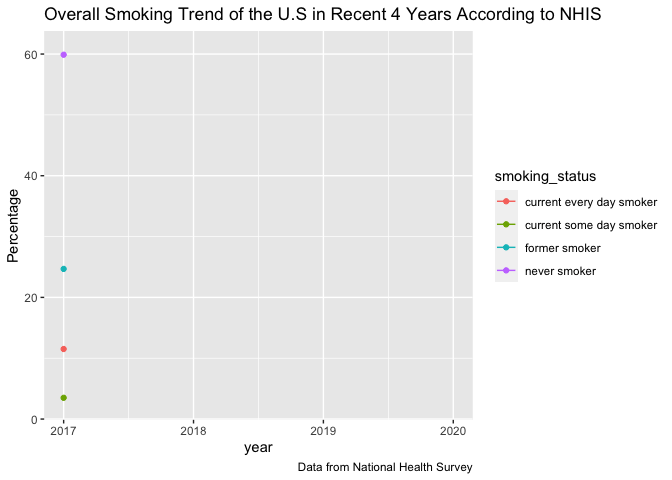 Overall Smoking Trend of the U.S in Recent 4 Years According to NHIS
60
40
20
0
Percentage
2017
2018
2019
2020
year
smoking_status
current every day smoker
current some day smoker
former smoker
never smoker
Data from National Health Survey